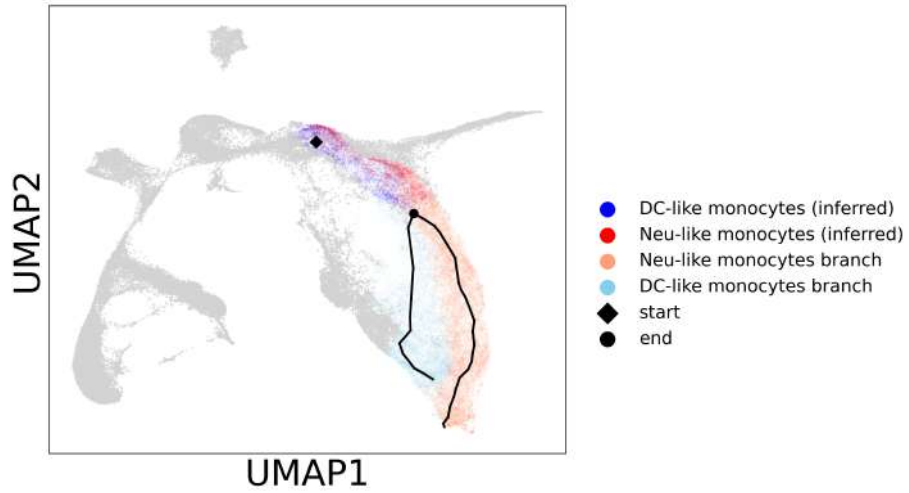 UMAP2
UMAP1
DC-like monocytes (inferred)
Neu-like monocytes (inferred)
Neu-like monocytes branch
DC-like monocytes branch
start
end